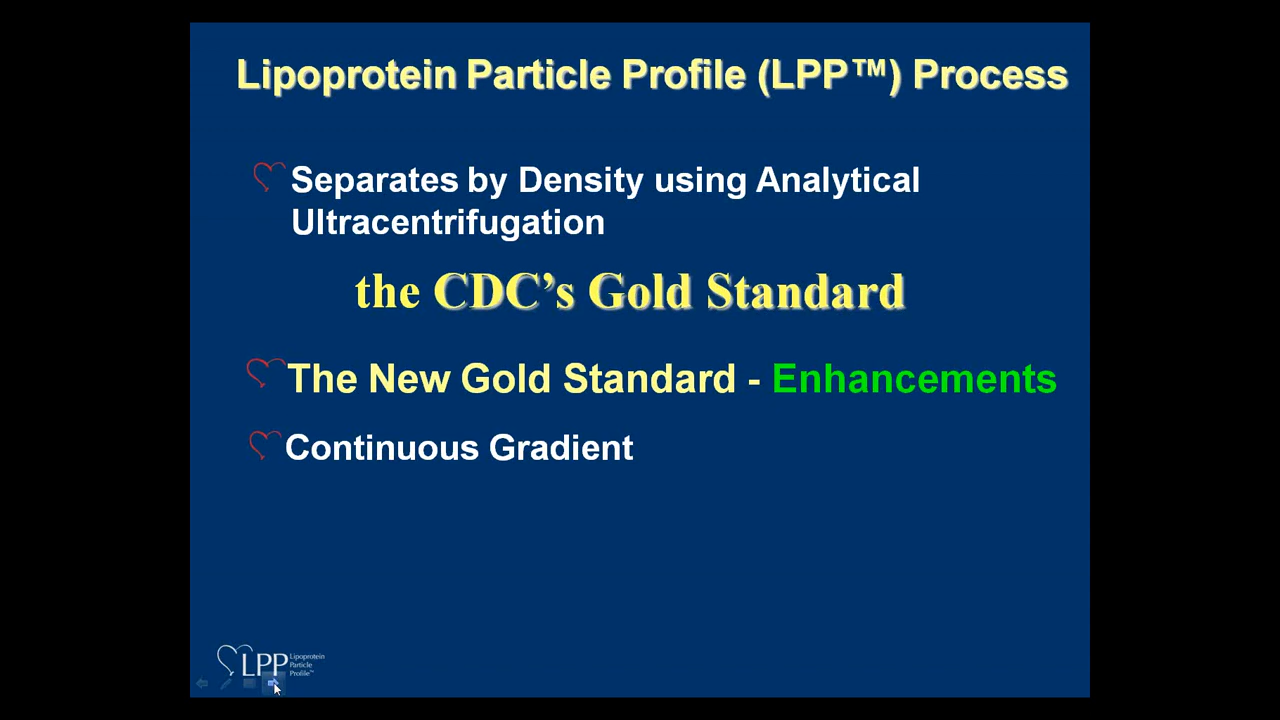 Lipoprotein Particle Profile (LPP™) Process
Separates by Density using Analytical
Ultracentrifugation
the CDC’s Gold Standard
The New Gold Standard - Enhancements
Continuous Gradient
LPP
Lipoprotein
Particle
Profile™